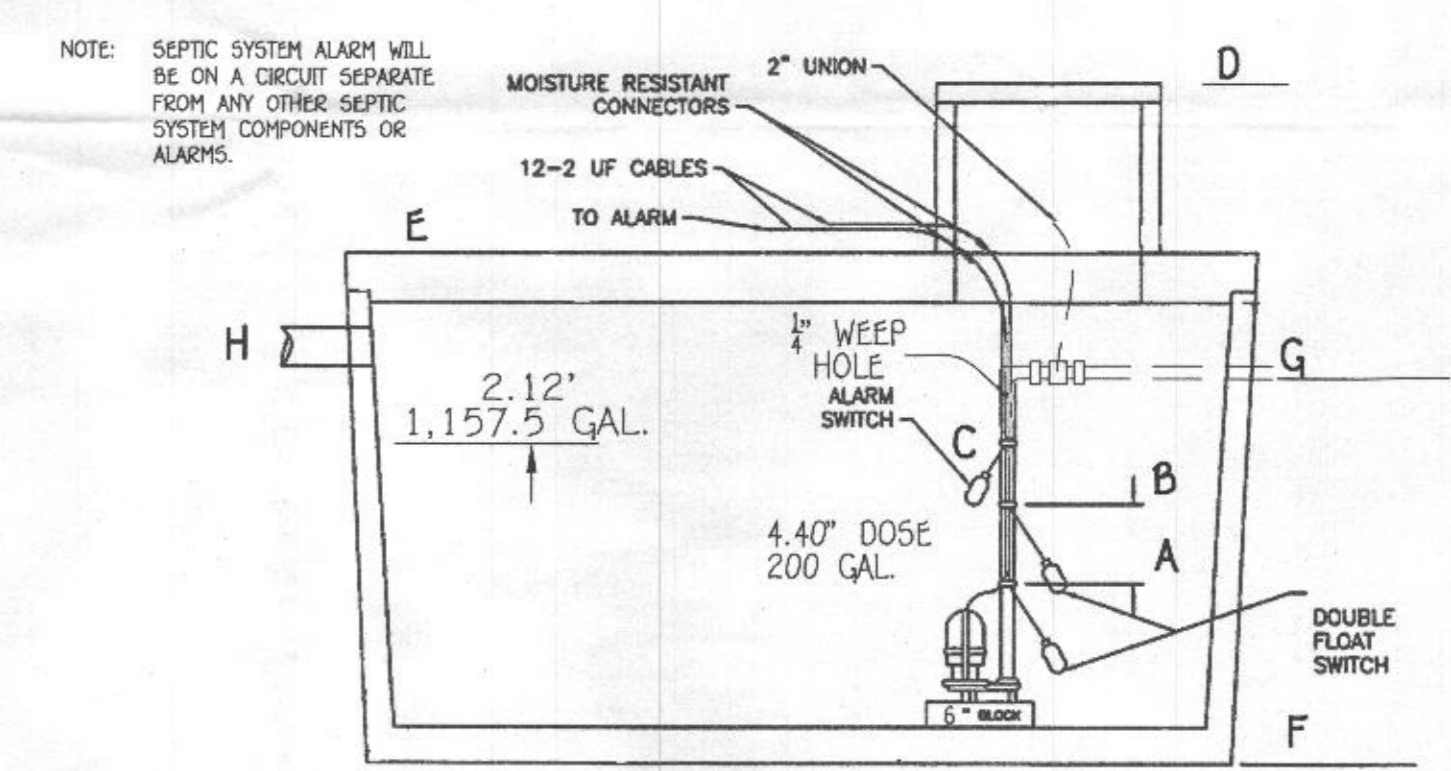 NOTE: SEPTIC SYSTEM ALARM WILL
BE ON A CIRCUIT SEPARATE
FROM ANY OTHER SEPTIC
SYSTEM COMPONENTS OR
ALARMS.
MOISTURE RESISTANT
CONNECTORS
2" UNION
D
12-2 UF CABLES
TO ALARM
E
H
1/4" WEEP
HOLE
ALARM
SWITCH
G
2.12'
1,157.5 GAL.
C
B
4.40" DOSE
200 GAL.
A
DOUBLE
FLOAT
SWITCH
6" BLOCK
F